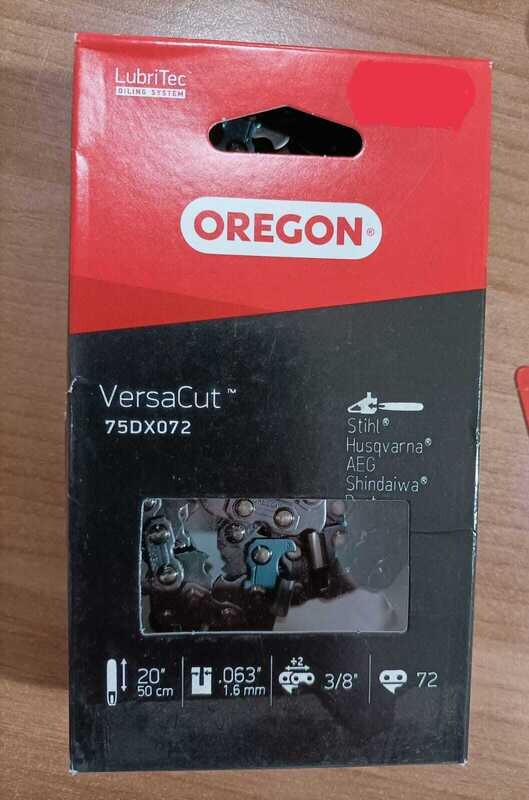 LubriTec
OILING SYSTEM
OREGON®
VersaCut™
75DX072
Stihl®
Husqvarna®
AEG
Shindaiwa®
20"
50 cm
.063"
1.6 mm
÷2
3/8"
72